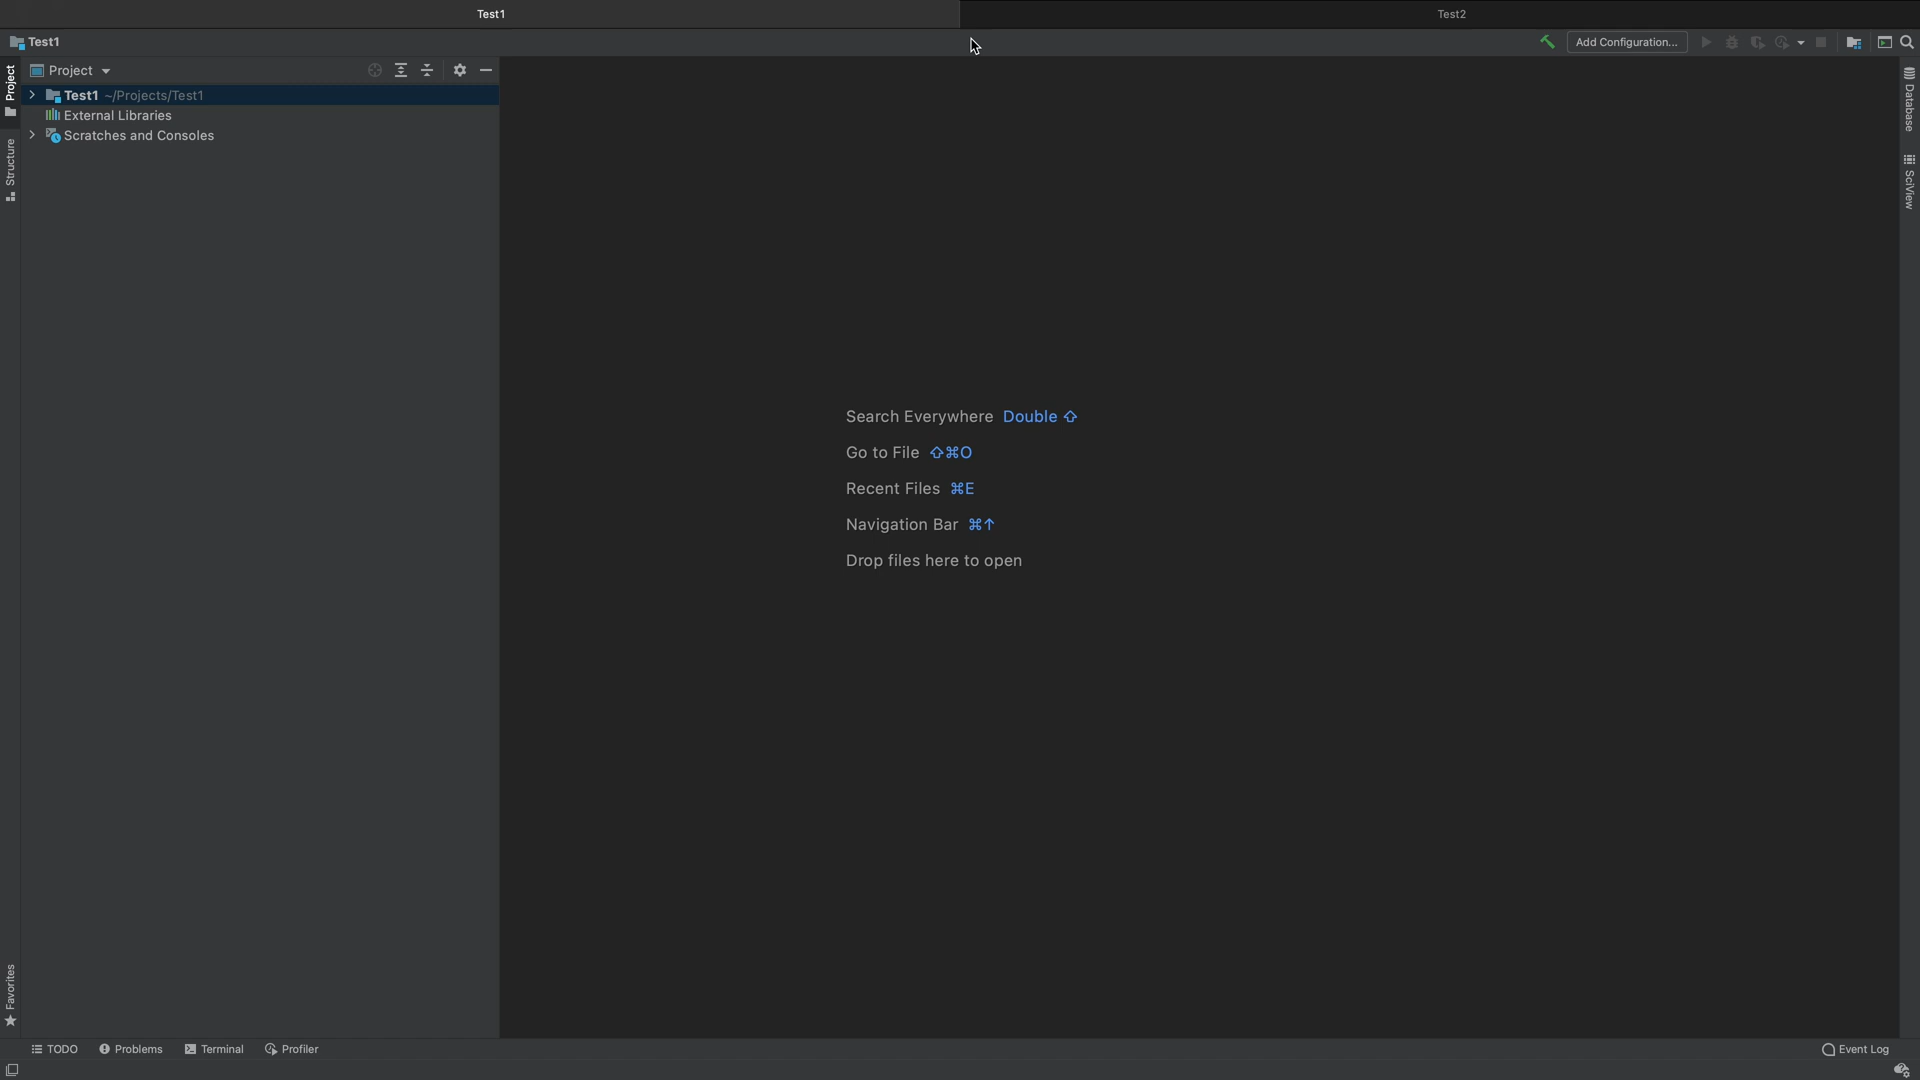 Test1
Test2
Test1
Add Configuration...
Project
Project
Test1 ~/Projects/Test1
External Libraries
Scratches and Consoles
Structure
Database
SciView
Search Everywhere Double ⇧
Go to File ⇧⌘O
Recent Files ⌘E
Navigation Bar ⌘↑
Drop files here to open
Favorites
TODO
Problems
Terminal
Profiler
Event Log